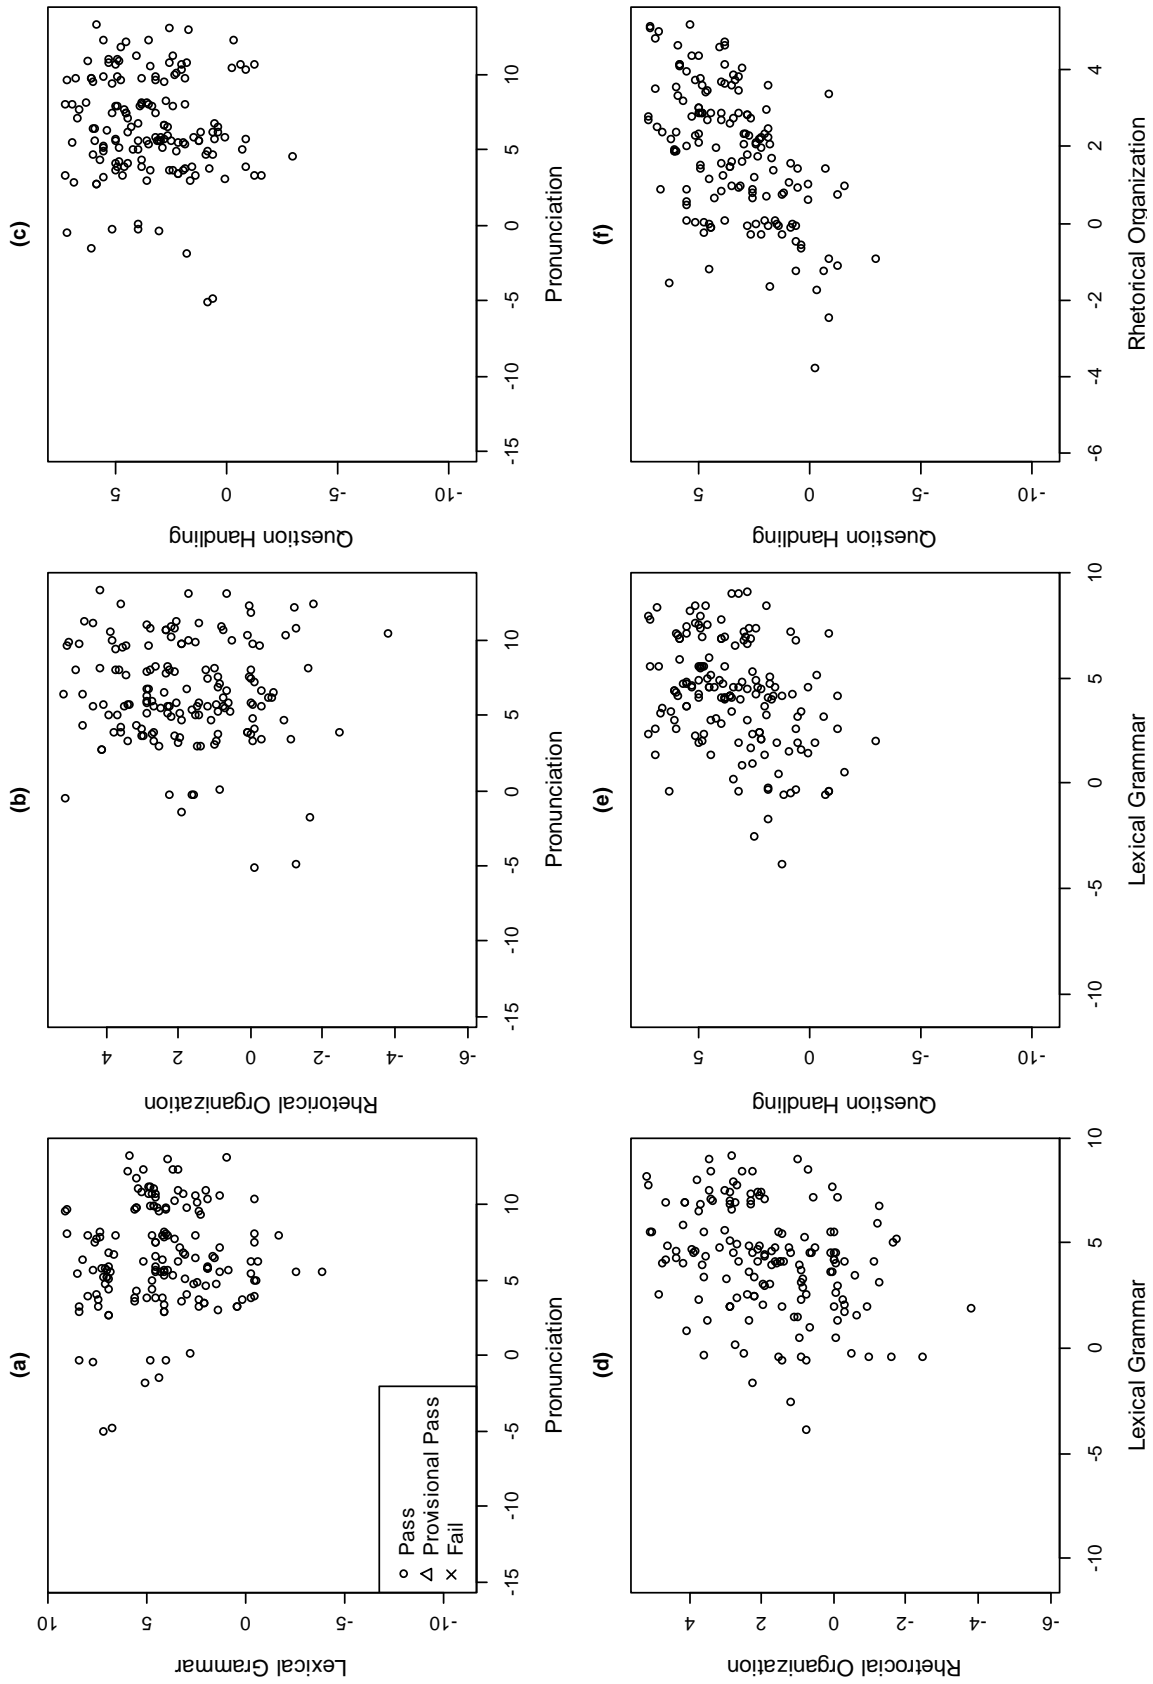 (a)
Lexical Grammar
10
5
0
-5
-10
Pass
Provisional Pass
Fail
-15 -10 -5 0 5 10
Pronunciation
(b)
Rhetorical Organization
4
2
0
-2
-4
-6
-15 -10 -5 0 5 10
Pronunciation
(c)
Question Handling
5
0
-5
-10
-15 -10 -5 0 5 10
Pronunciation
(d)
Rhetrocial Organization
4
2
0
-2
-4
-6
-10 -5 0 5 10
Lexical Grammar
(e)
Question Handling
5
0
-5
-10
-10 -5 0 5 10
Lexical Grammar
(f)
Question Handling
5
0
-5
-10
-6 -4 -2 0 2 4
Rhetorical Organization